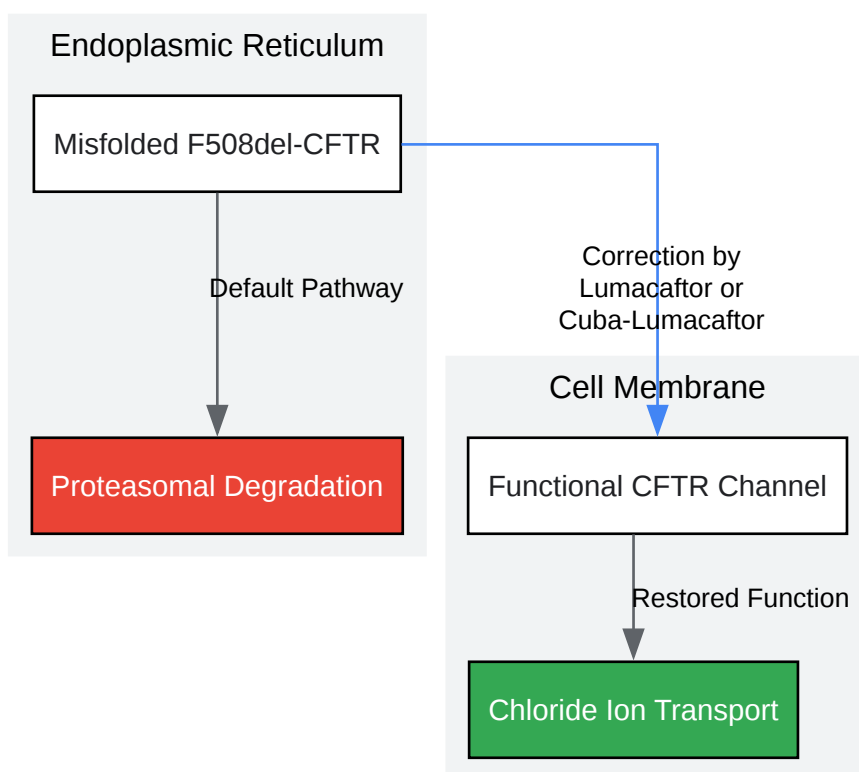 Endoplasmic Reticulum
Misfolded F508del-CFTR
Default Pathway
Proteasomal Degradation
Correction by
Lumacaftor or
Cuba-Lumacaftor
Cell Membrane
Functional CFTR Channel
Restored Function
Chloride Ion Transport